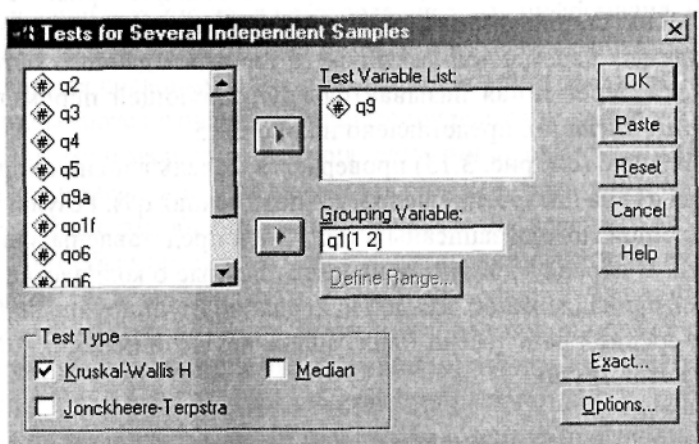 Tests for Several Independent Samples
q2
q3
q4
q5
q9a
qo1f
qo6
Test Variable List:
q9
Grouping Variable:
q1(1 2)
Define Range...
OK
Paste
Reset
Cancel
Help
Test Type
Kruskal-Wallis H
Median
Jonckheere-Terpstra
Exact...
Options...